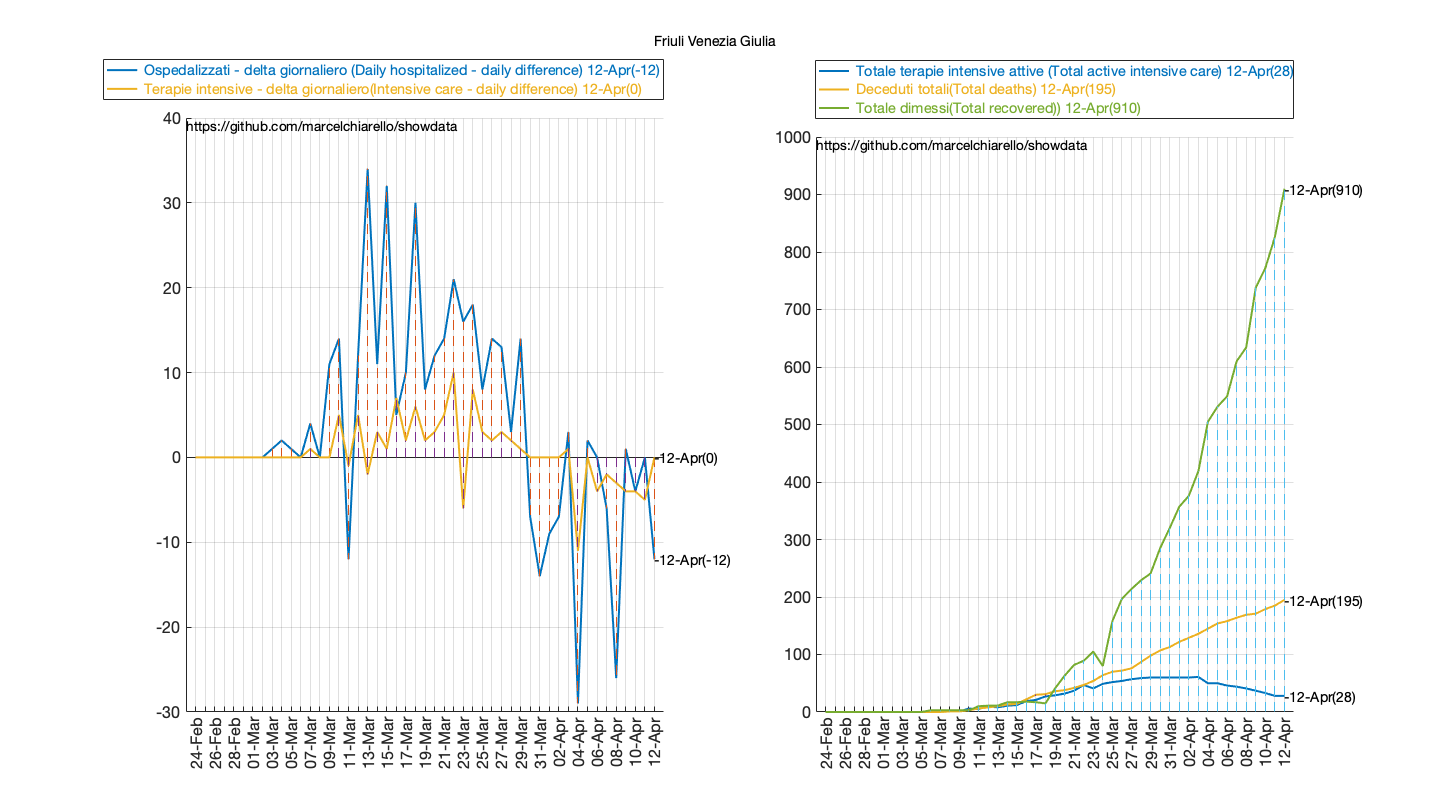 Friuli Venezia Giulia
Ospedalizzati - delta giornaliero (Daily hospitalized - daily difference) 12-Apr(-12)
Terapie intensive - delta giornaliero(Intensive care - daily difference) 12-Apr(0)
https://github.com/marcelchiarello/showdata
40
30
20
10
0
-10
-20
-30
-12-Apr(0)
-12-Apr(-12)
24-Feb
26-Feb
28-Feb
01-Mar
03-Mar
05-Mar
07-Mar
09-Mar
11-Mar
13-Mar
15-Mar
17-Mar
19-Mar
21-Mar
23-Mar
25-Mar
27-Mar
29-Mar
31-Mar
02-Apr
04-Apr
06-Apr
08-Apr
10-Apr
12-Apr
Totale terapie intensive attive (Total active intensive care) 12-Apr(28)
Deceduti totali(Total deaths) 12-Apr(195)
Totale dimessi(Total recovered)) 12-Apr(910)
https://github.com/marcelchiarello/showdata
1000
900
800
700
600
500
400
300
200
100
0
-12-Apr(910)
-12-Apr(195)
-12-Apr(28)
24-Feb
26-Feb
28-Feb
01-Mar
03-Mar
05-Mar
07-Mar
09-Mar
11-Mar
13-Mar
15-Mar
17-Mar
19-Mar
21-Mar
23-Mar
25-Mar
27-Mar
29-Mar
31-Mar
02-Apr
04-Apr
06-Apr
08-Apr
10-Apr
12-Apr